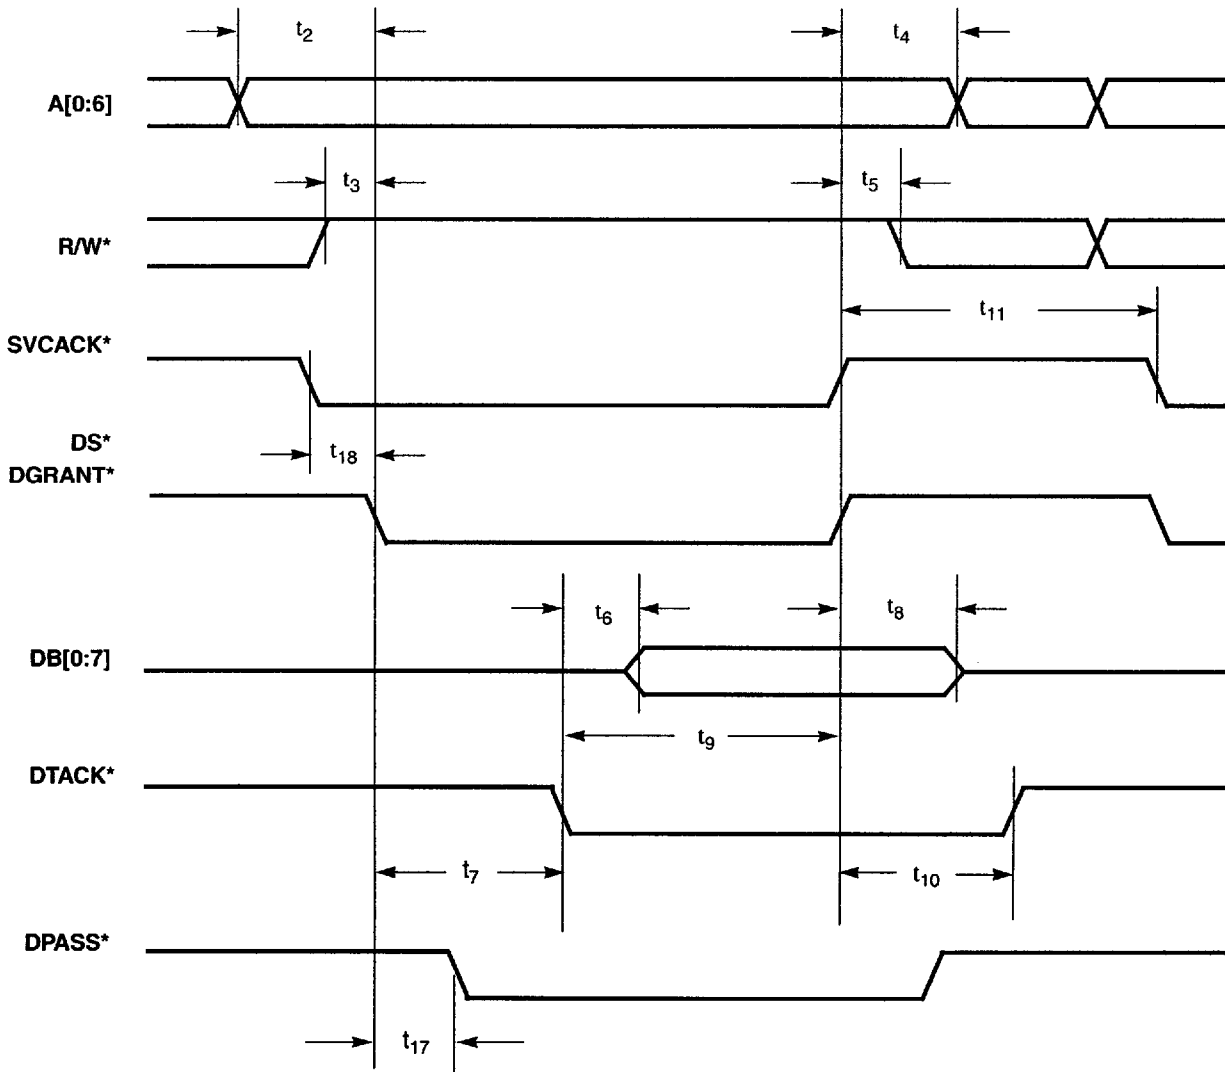 t2
t4
A[0:6]
t3
t5
R/W*
t11
SVCACK*
DS*
t18
DGRANT*
t6
t8
DB[0:7]
t9
DTACK*
t7
t10
DPASS*
t17